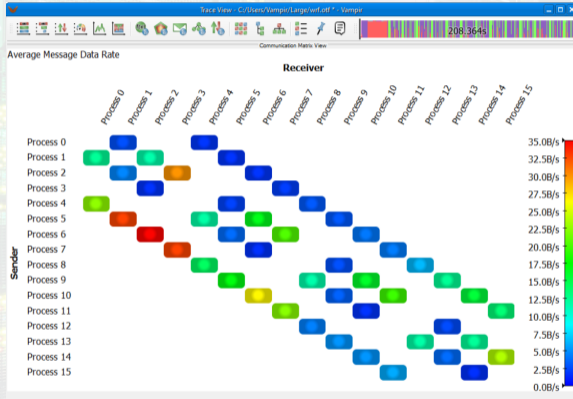 Trace View - C:/Users/Vampir/Large/wrf.otf * - Vampir
208.364s
Communication Matrix View
Average Message Data Rate
Receiver
Process 0
Process 1
Process 2
Process 3
Process 4
Process 5
Process 6
Process 7
Process 8
Process 9
Process 10
Process 11
Process 12
Process 13
Process 14
Process 15
Sender
Process 0
Process 1
Process 2
Process 3
Process 4
Process 5
Process 6
Process 7
Process 8
Process 9
Process 10
Process 11
Process 12
Process 13
Process 14
Process 15
35.0B/s
32.5B/s
30.0B/s
27.5B/s
25.0B/s
22.5B/s
20.0B/s
17.5B/s
15.0B/s
12.5B/s
10.0B/s
7.5B/s
5.0B/s
2.5B/s
0.0B/s